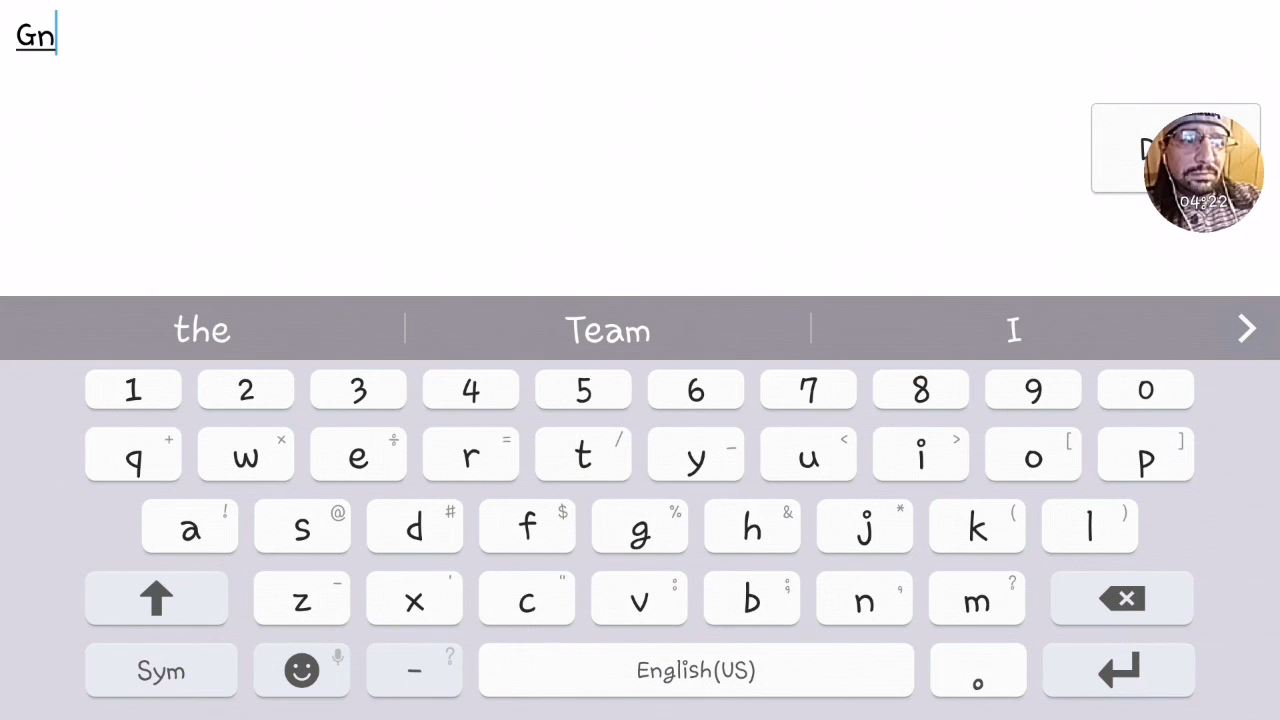 Gn
D
04:22
the Team I
1 2 3 4 5 6 7 8 9 0
q + w × e ÷ r = t / y _ u < i > o [ p ]
a ! s @ d # f $ g % h & j * k ( l )
z - x ' c " v : b ; n , m ?
Sym - ? English(US) .